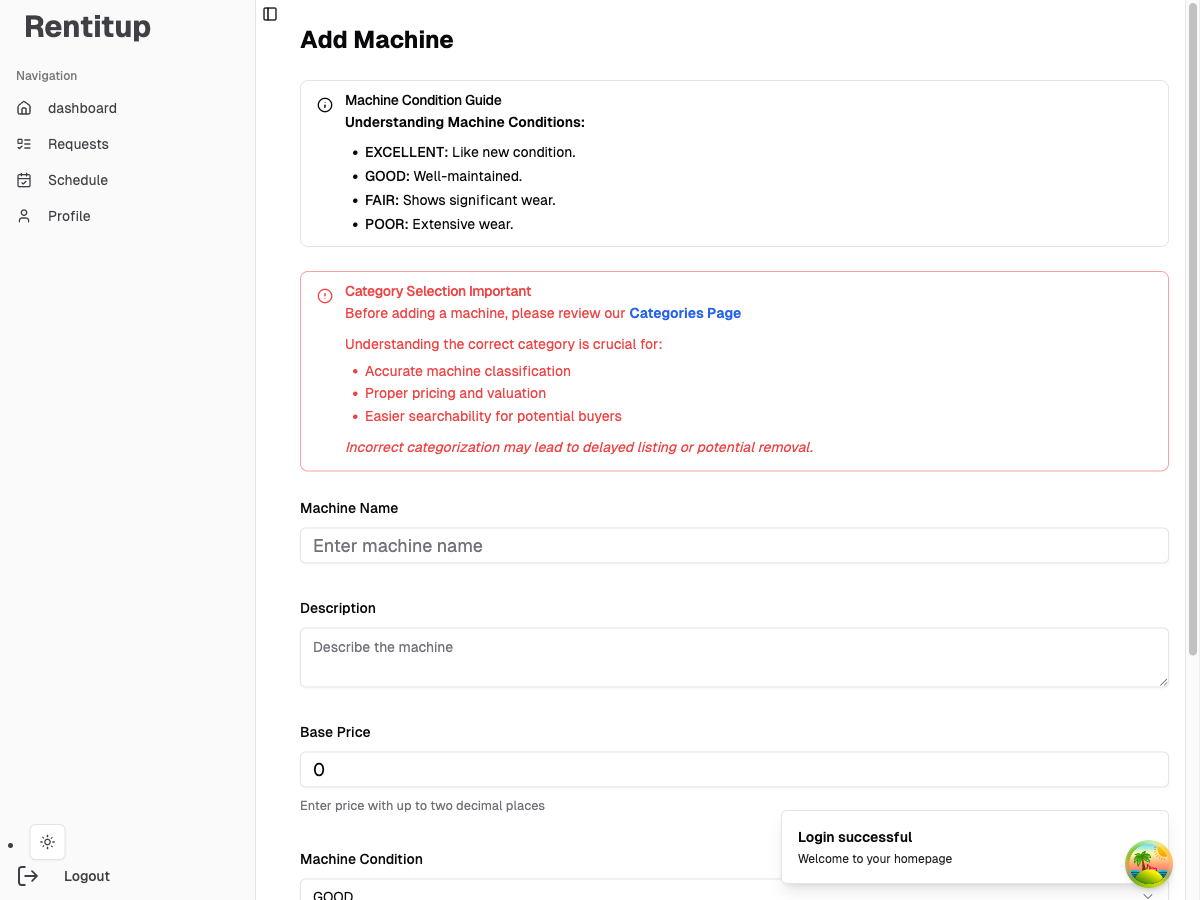 Rentitup
Navigation
dashboard
Requests
Schedule
Profile
Logout
Add Machine
Machine Condition Guide
Understanding Machine Conditions:
• EXCELLENT: Like new condition.
• GOOD: Well-maintained.
• FAIR: Shows significant wear.
• POOR: Extensive wear.
Category Selection Important
Before adding a machine, please review our Categories Page
Understanding the correct category is crucial for:
• Accurate machine classification
• Proper pricing and valuation
• Easier searchability for potential buyers
Incorrect categorization may lead to delayed listing or potential removal.
Machine Name
Enter machine name
Description
Describe the machine
Base Price
0
Enter price with up to two decimal places
Machine Condition
GOOD
Login successful
Welcome to your homepage